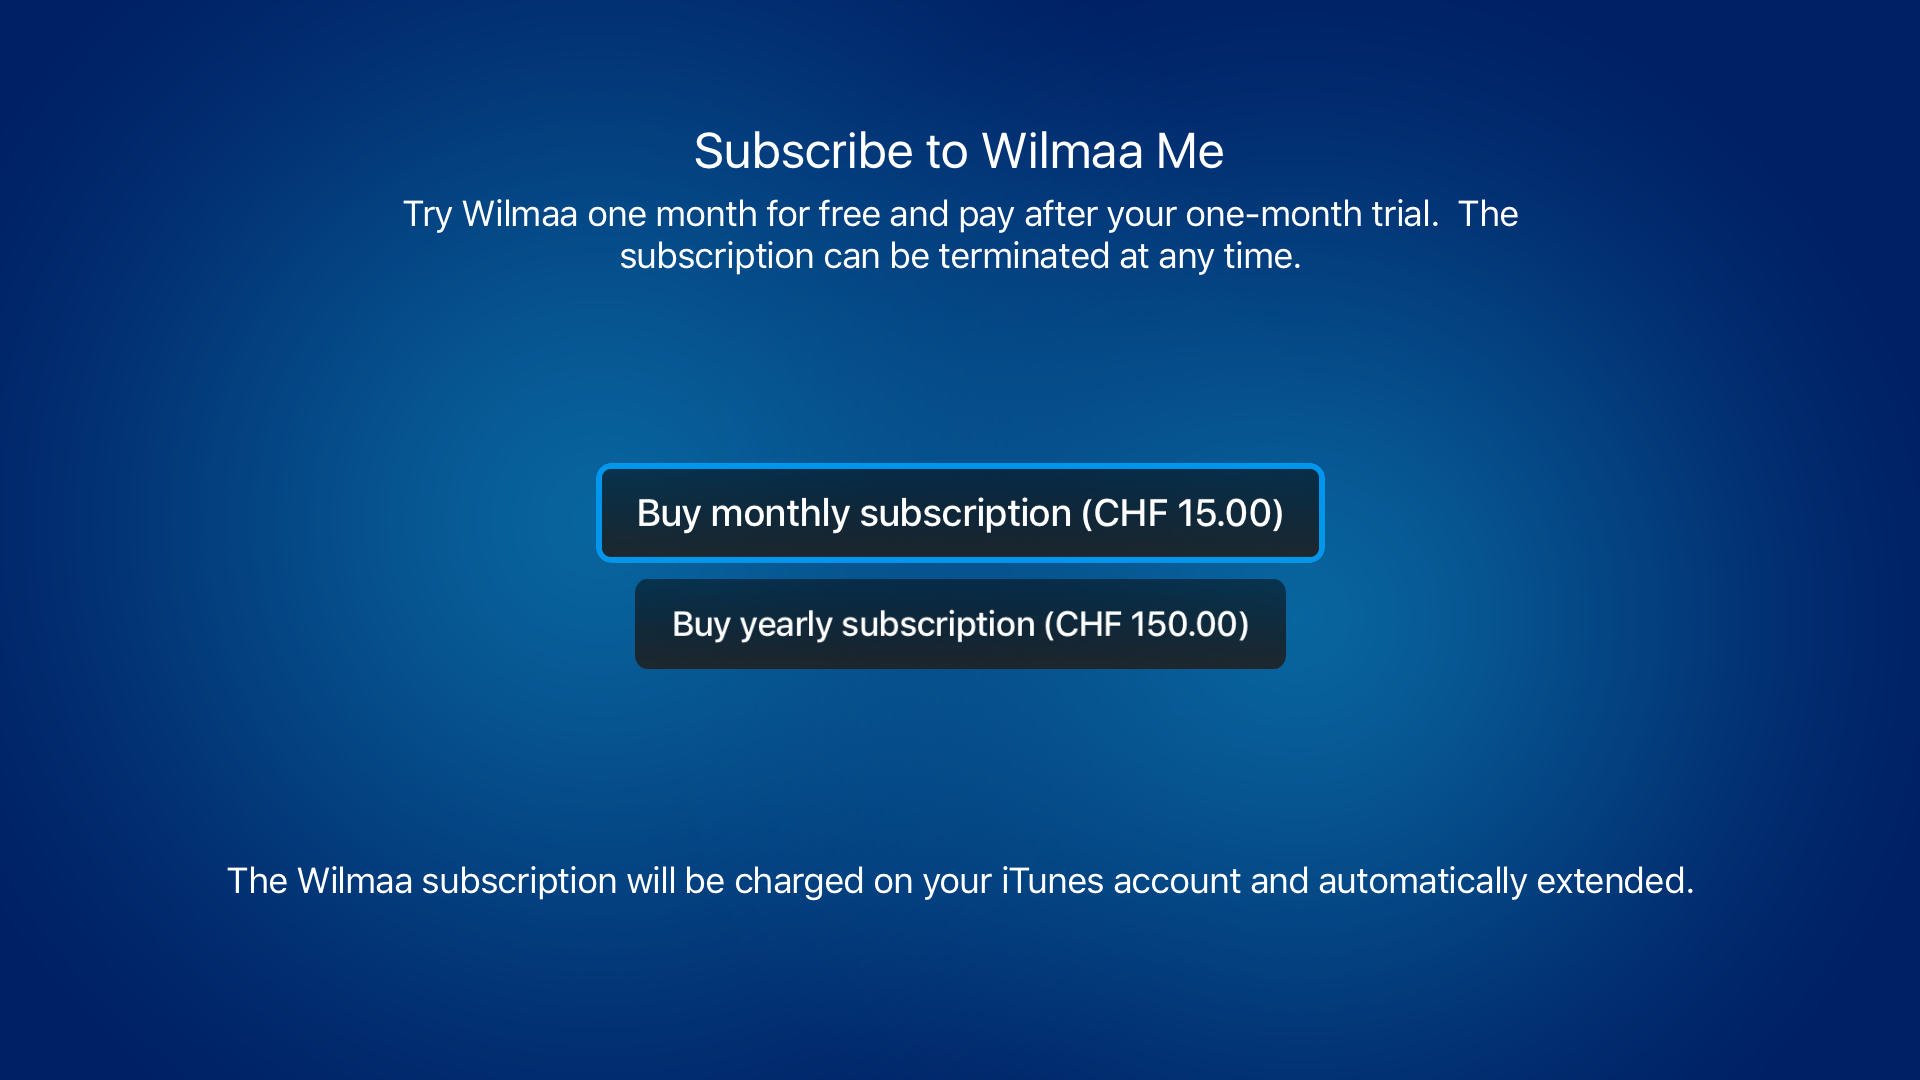 Subscribe to Wilmaa Me
Try Wilmaa one month for free and pay after your one-month trial.  The
subscription can be terminated at any time.
Buy monthly subscription (CHF 15.00)
Buy yearly subscription (CHF 150.00)
The Wilmaa subscription will be charged on your iTunes account and automatically extended.